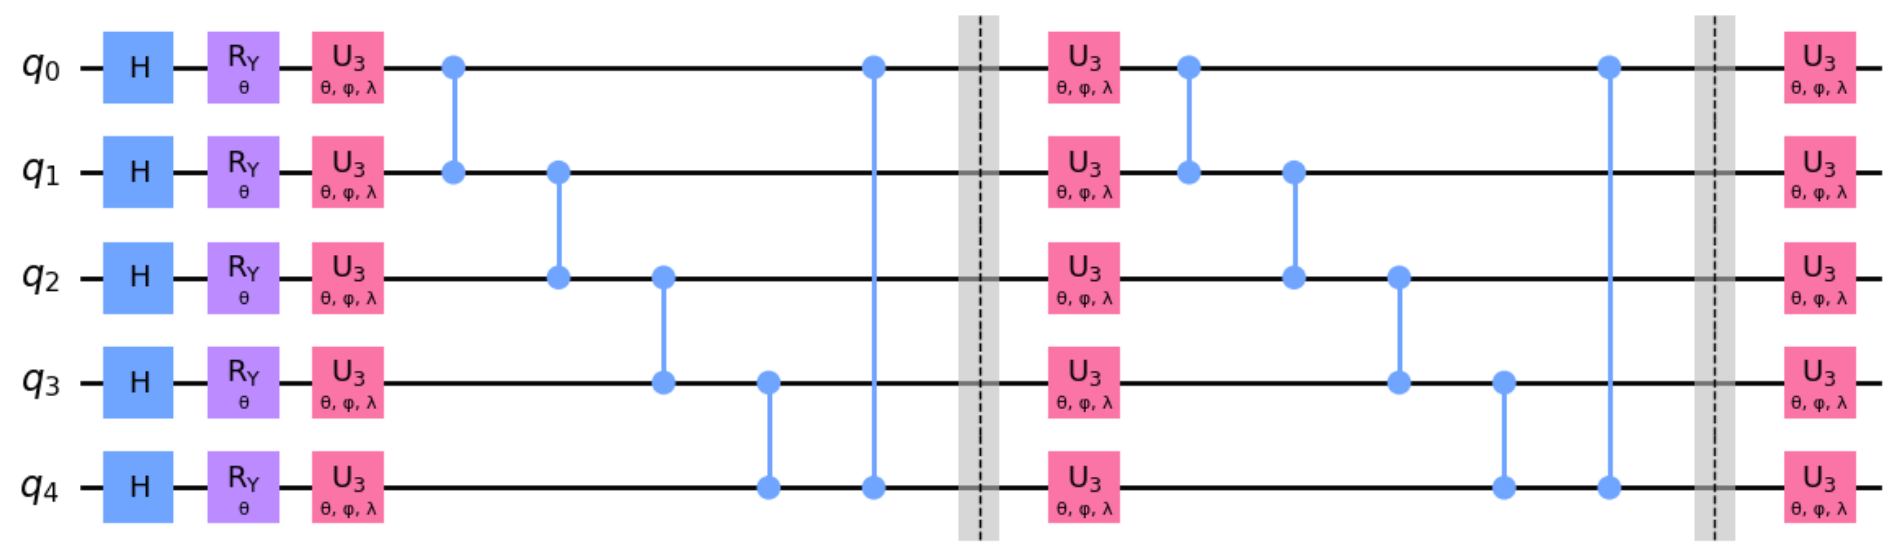 q0 H RY θ U3 θ, φ, λ U3 θ, φ, λ U3 θ, φ, λ
q1 H RY θ U3 θ, φ, λ U3 θ, φ, λ U3 θ, φ, λ
q2 H RY θ U3 θ, φ, λ U3 θ, φ, λ U3 θ, φ, λ
q3 H RY θ U3 θ, φ, λ U3 θ, φ, λ U3 θ, φ, λ
q4 H RY θ U3 θ, φ, λ U3 θ, φ, λ U3 θ, φ, λ